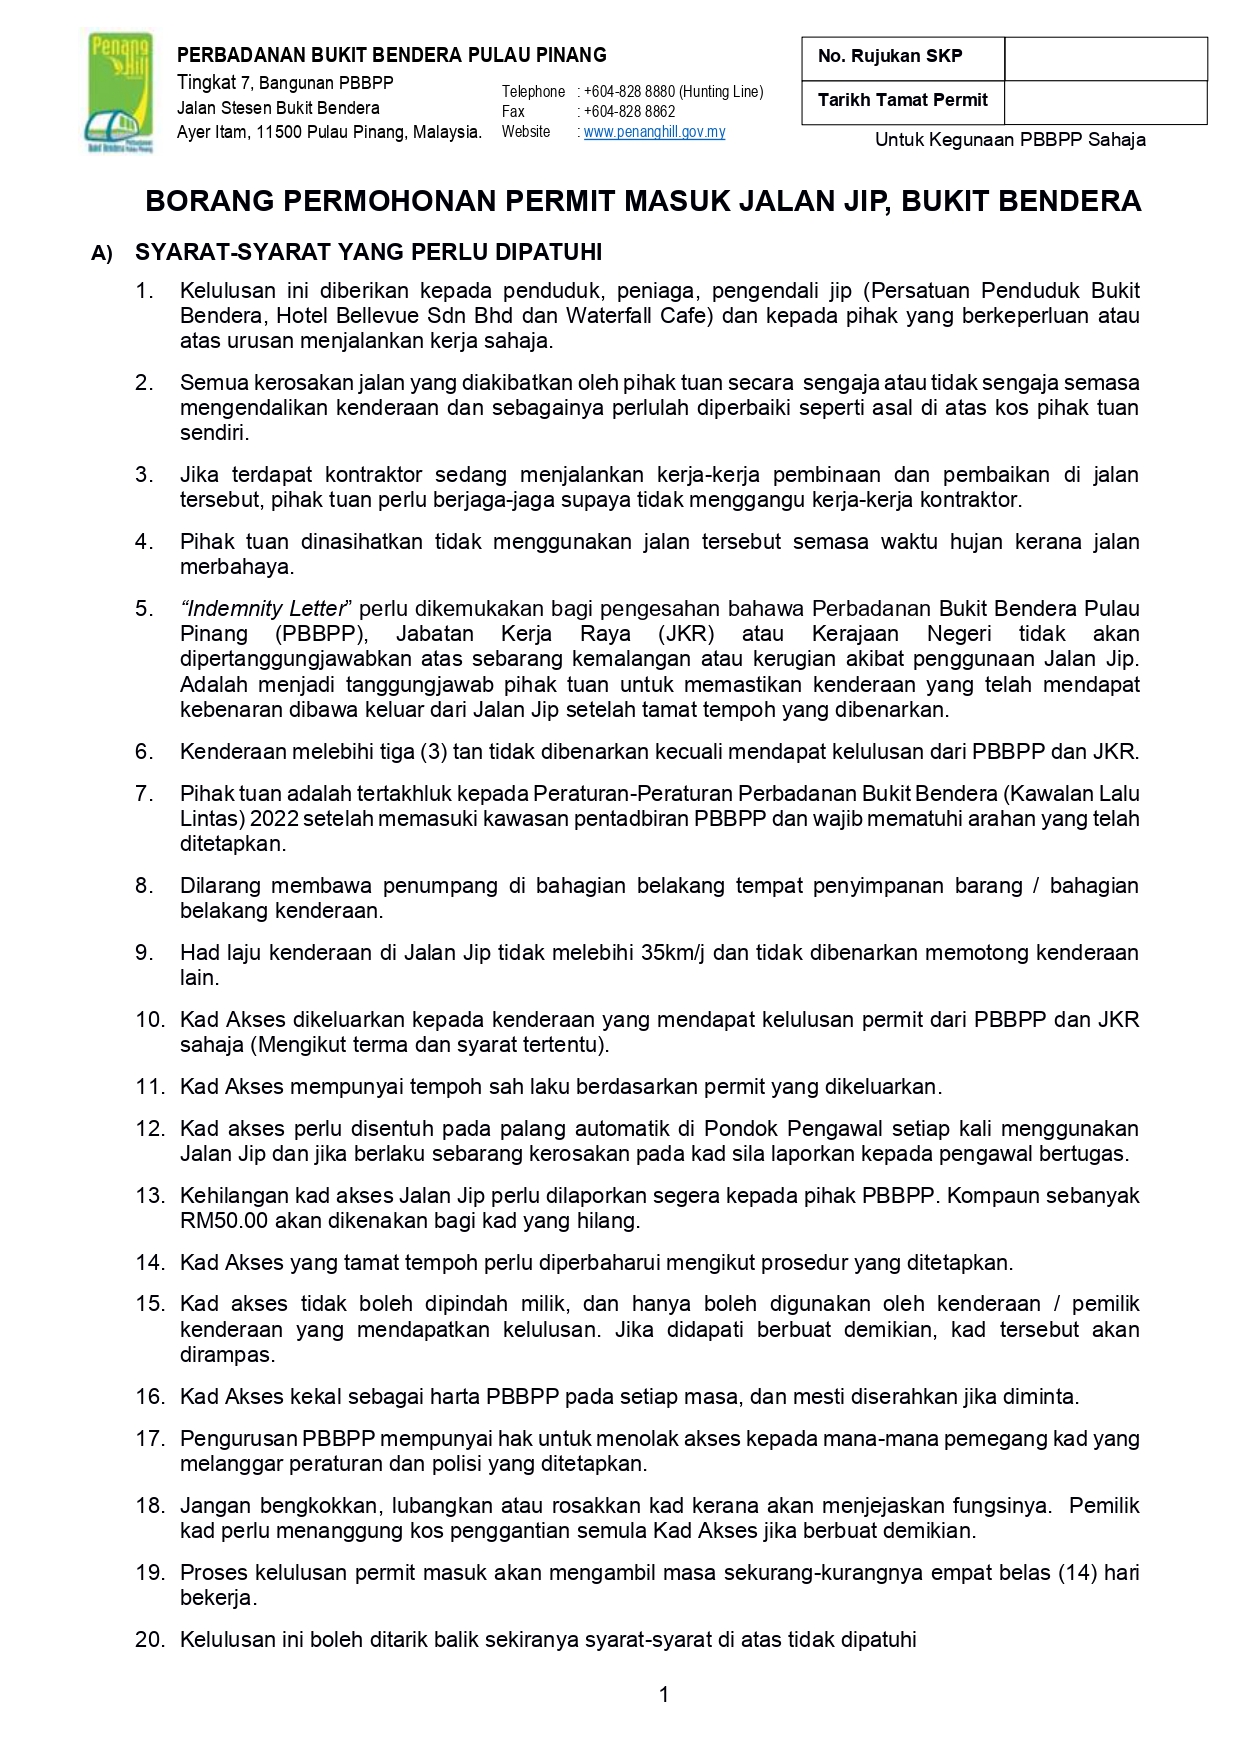 Penang
Hill
Perbadanan
Bukit Bendera Pulau Pinang
PERBADANAN BUKIT BENDERA PULAU PINANG
Tingkat 7, Bangunan PBBPP
Jalan Stesen Bukit Bendera
Ayer Itam, 11500 Pulau Pinang, Malaysia.
Telephone : +604-828 8880 (Hunting Line)
Fax : +604-828 8862
Website : www.penanghill.gov.my
No. Rujukan SKP
Tarikh Tamat Permit
Untuk Kegunaan PBBPP Sahaja
BORANG PERMOHONAN PERMIT MASUK JALAN JIP, BUKIT BENDERA
A) SYARAT-SYARAT YANG PERLU DIPATUHI
1. Kelulusan ini diberikan kepada penduduk, peniaga, pengendali jip (Persatuan Penduduk Bukit
Bendera, Hotel Bellevue Sdn Bhd dan Waterfall Cafe) dan kepada pihak yang berkeperluan atau
atas urusan menjalankan kerja sahaja.
2. Semua kerosakan jalan yang diakibatkan oleh pihak tuan secara sengaja atau tidak sengaja semasa
mengendalikan kenderaan dan sebagainya perlulah diperbaiki seperti asal di atas kos pihak tuan
sendiri.
3. Jika terdapat kontraktor sedang menjalankan kerja-kerja pembinaan dan pembaikan di jalan
tersebut, pihak tuan perlu berjaga-jaga supaya tidak menggangu kerja-kerja kontraktor.
4. Pihak tuan dinasihatkan tidak menggunakan jalan tersebut semasa waktu hujan kerana jalan
merbahaya.
5. “Indemnity Letter” perlu dikemukakan bagi pengesahan bahawa Perbadanan Bukit Bendera Pulau
Pinang (PBBPP), Jabatan Kerja Raya (JKR) atau Kerajaan Negeri tidak akan
dipertanggungjawabkan atas sebarang kemalangan atau kerugian akibat penggunaan Jalan Jip.
Adalah menjadi tanggungjawab pihak tuan untuk memastikan kenderaan yang telah mendapat
kebenaran dibawa keluar dari Jalan Jip setelah tamat tempoh yang dibenarkan.
6. Kenderaan melebihi tiga (3) tan tidak dibenarkan kecuali mendapat kelulusan dari PBBPP dan JKR.
7. Pihak tuan adalah tertakhluk kepada Peraturan-Peraturan Perbadanan Bukit Bendera (Kawalan Lalu
Lintas) 2022 setelah memasuki kawasan pentadbiran PBBPP dan wajib mematuhi arahan yang telah
ditetapkan.
8. Dilarang membawa penumpang di bahagian belakang tempat penyimpanan barang / bahagian
belakang kenderaan.
9. Had laju kenderaan di Jalan Jip tidak melebihi 35km/j dan tidak dibenarkan memotong kenderaan
lain.
10. Kad Akses dikeluarkan kepada kenderaan yang mendapat kelulusan permit dari PBBPP dan JKR
sahaja (Mengikut terma dan syarat tertentu).
11. Kad Akses mempunyai tempoh sah laku berdasarkan permit yang dikeluarkan.
12. Kad akses perlu disentuh pada palang automatik di Pondok Pengawal setiap kali menggunakan
Jalan Jip dan jika berlaku sebarang kerosakan pada kad sila laporkan kepada pengawal bertugas.
13. Kehilangan kad akses Jalan Jip perlu dilaporkan segera kepada pihak PBBPP. Kompaun sebanyak
RM50.00 akan dikenakan bagi kad yang hilang.
14. Kad Akses yang tamat tempoh perlu diperbaharui mengikut prosedur yang ditetapkan.
15. Kad akses tidak boleh dipindah milik, dan hanya boleh digunakan oleh kenderaan / pemilik
kenderaan yang mendapatkan kelulusan. Jika didapati berbuat demikian, kad tersebut akan
dirampas.
16. Kad Akses kekal sebagai harta PBBPP pada setiap masa, dan mesti diserahkan jika diminta.
17. Pengurusan PBBPP mempunyai hak untuk menolak akses kepada mana-mana pemegang kad yang
melanggar peraturan dan polisi yang ditetapkan.
18. Jangan bengkokkan, lubangkan atau rosakkan kad kerana akan menjejaskan fungsinya. Pemilik
kad perlu menanggung kos penggantian semula Kad Akses jika berbuat demikian.
19. Proses kelulusan permit masuk akan mengambil masa sekurang-kurangnya empat belas (14) hari
bekerja.
20. Kelulusan ini boleh ditarik balik sekiranya syarat-syarat di atas tidak dipatuhi
1